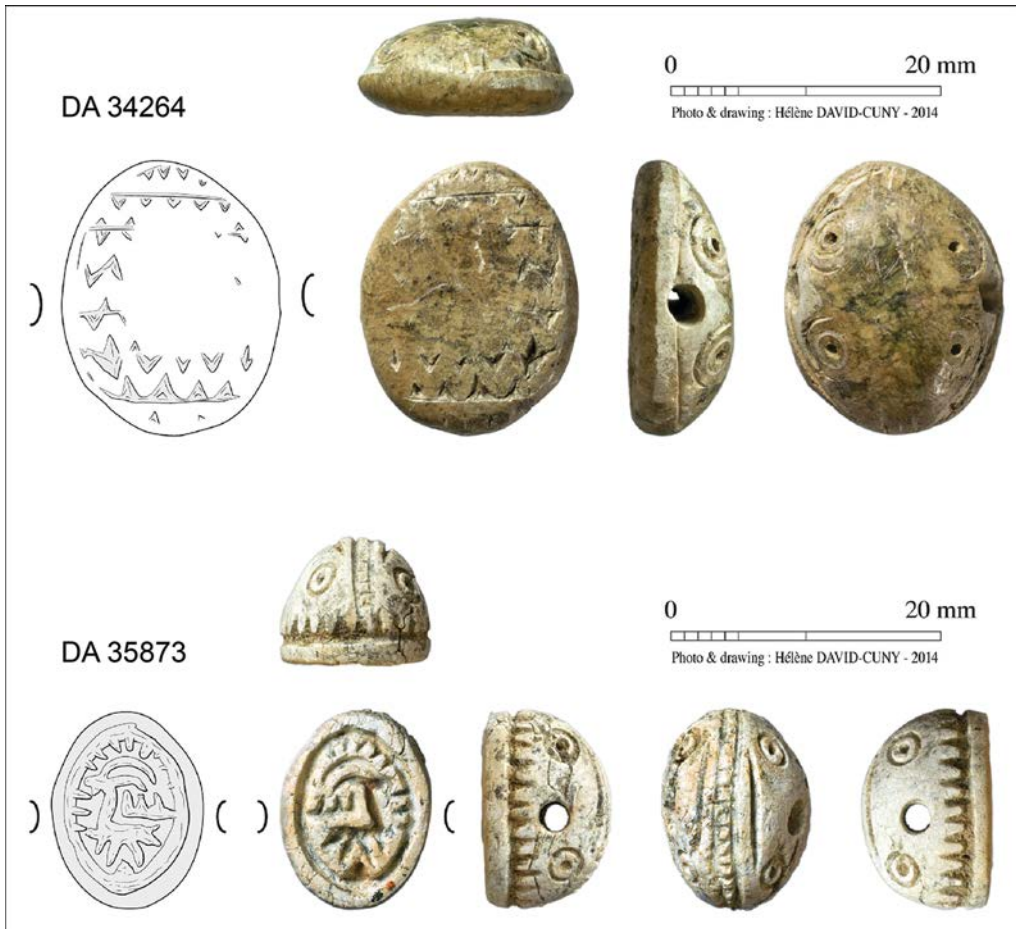 DA 34264
0 20 mm
Photo & drawing : Hélène DAVID-CUNY - 2014
DA 35873
0 20 mm
Photo & drawing : Hélène DAVID-CUNY - 2014